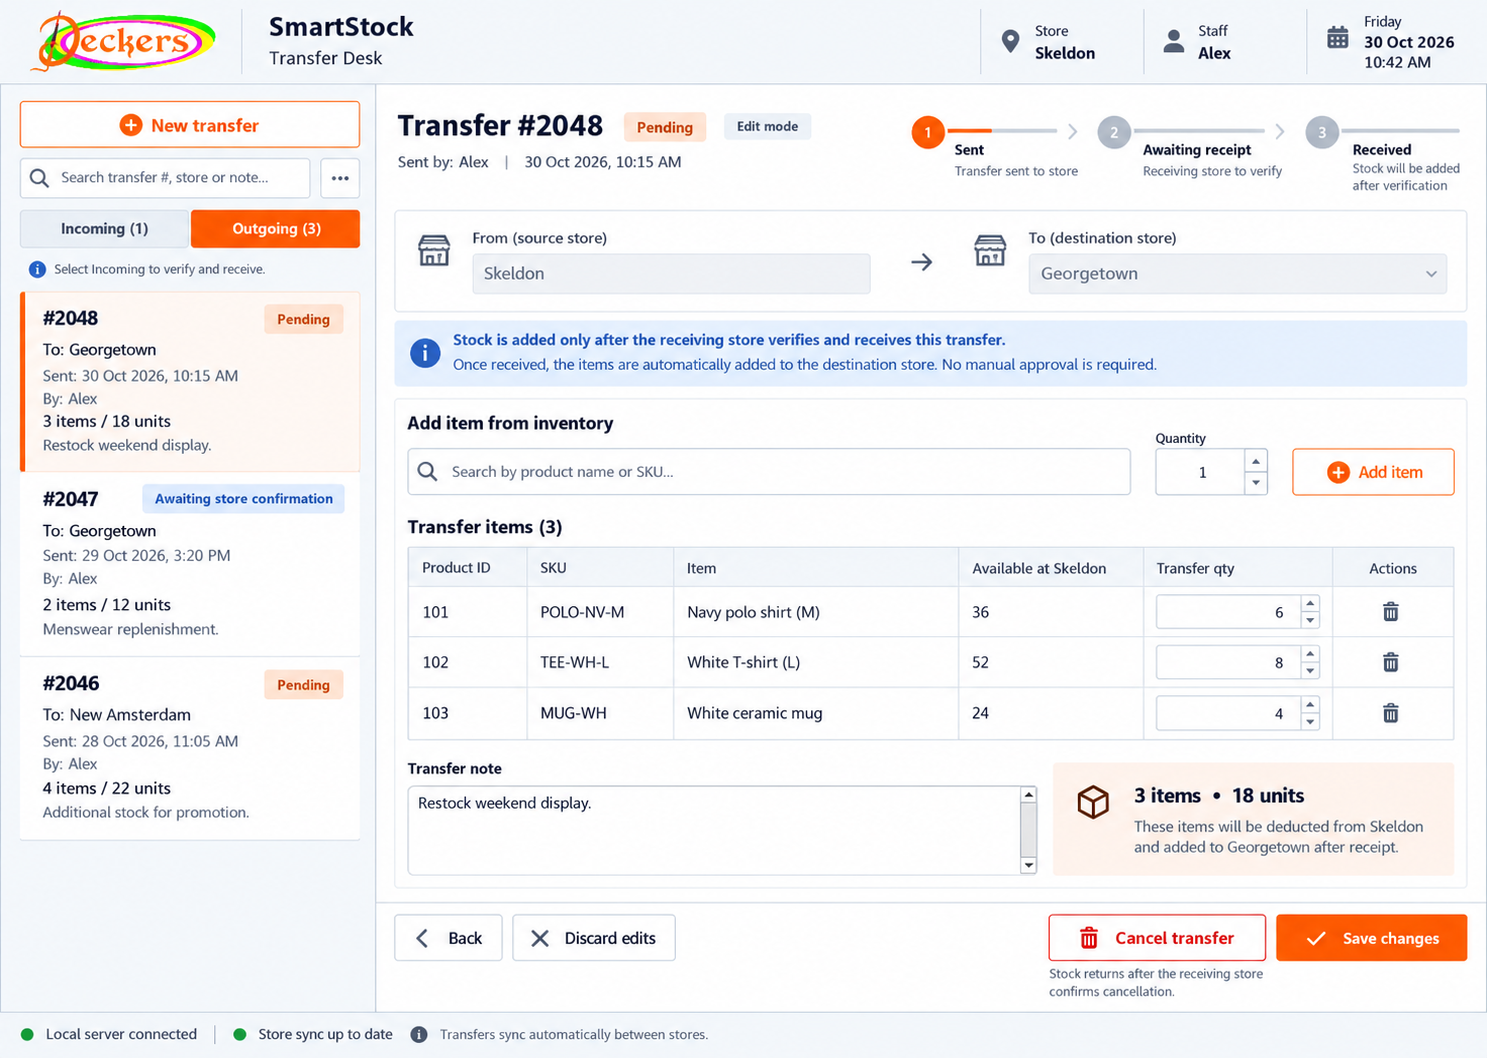 Deckers
SmartStock
Transfer Desk
Store
Skeldon
Staff
Alex
Friday
30 Oct 2026
10:42 AM
New transfer
Search transfer #, store or note...
Incoming (1)
Outgoing (3)
Select Incoming to verify and receive.
#2048
Pending
To: Georgetown
Sent: 30 Oct 2026, 10:15 AM
By: Alex
3 items / 18 units
Restock weekend display.
#2047
Awaiting store confirmation
To: Georgetown
Sent: 29 Oct 2026, 3:20 PM
By: Alex
2 items / 12 units
Menswear replenishment.
#2046
Pending
To: New Amsterdam
Sent: 28 Oct 2026, 11:05 AM
By: Alex
4 items / 22 units
Additional stock for promotion.
Transfer #2048
Pending
Edit mode
Sent by: Alex | 30 Oct 2026, 10:15 AM
1
Sent
Transfer sent to store
2
Awaiting receipt
Receiving store to verify
3
Received
Stock will be added
after verification
From (source store)
Skeldon
To (destination store)
Georgetown
Stock is added only after the receiving store verifies and receives this transfer.
Once received, the items are automatically added to the destination store. No manual approval is required.
Add item from inventory
Search by product name or SKU...
Quantity
1
Add item
Transfer items (3)
Product ID SKU Item Available at Skeldon Transfer qty Actions
101 POLO-NV-M Navy polo shirt (M) 36 6
102 TEE-WH-L White T-shirt (L) 52 8
103 MUG-WH White ceramic mug 24 4
Transfer note
Restock weekend display.
3 items • 18 units
These items will be deducted from Skeldon
and added to Georgetown after receipt.
Back
Discard edits
Cancel transfer
Save changes
Stock returns after the receiving store
confirms cancellation.
Local server connected
Store sync up to date
Transfers sync automatically between stores.